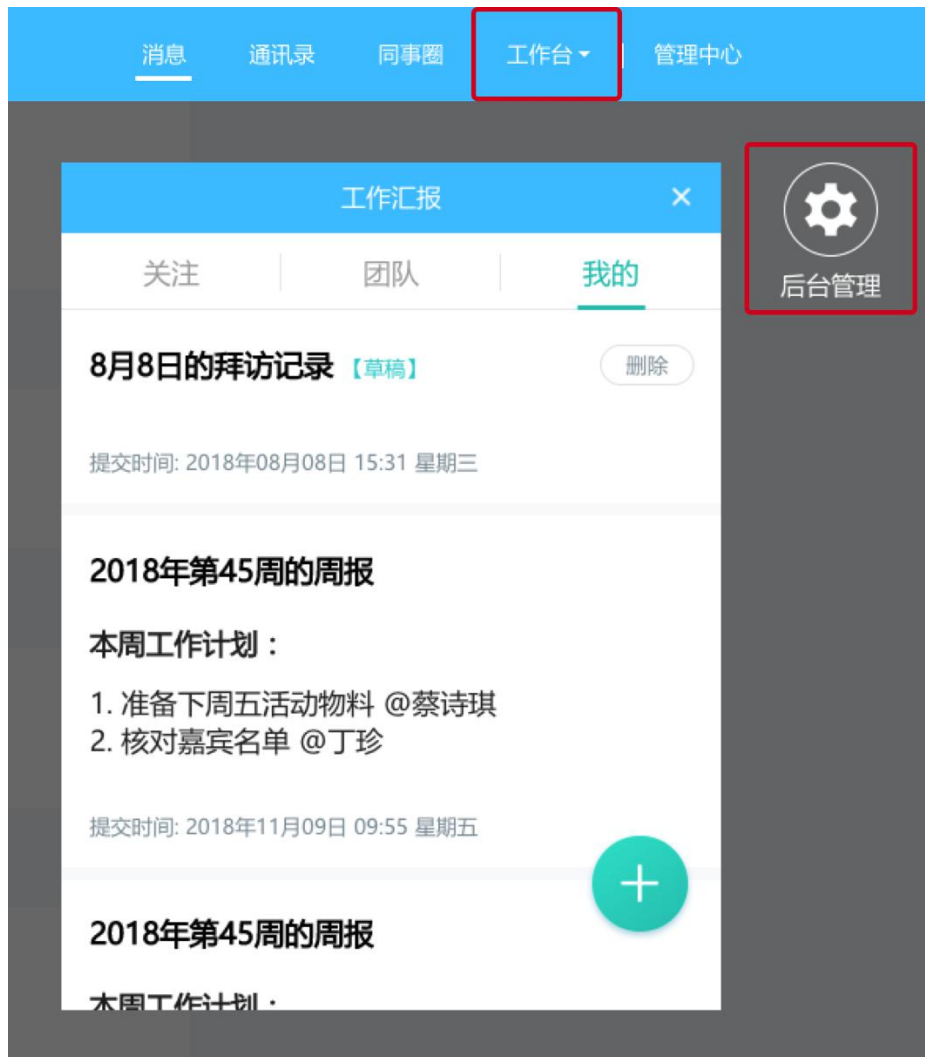 消息 通讯录 同事圈 工作台 管理中心
工作汇报
后台管理
关注 团队 我的
8月8日的拜访记录 【草稿】 删除
提交时间: 2018年08月08日 15:31 星期三
2018年第45周的周报
本周工作计划：
1. 准备下周五活动物料 @蔡诗琪
2. 核对嘉宾名单 @丁珍
提交时间: 2018年11月09日 09:55 星期五
2018年第45周的周报
本周工作计划：